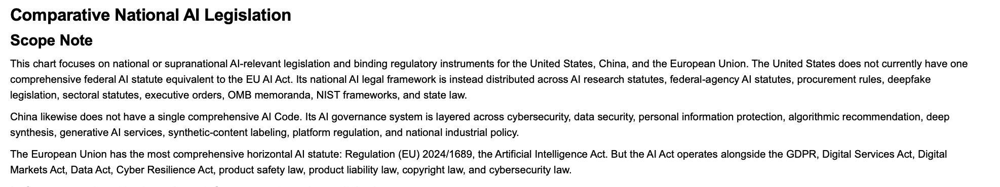 Comparative National AI Legislation
Scope Note
This chart focuses on national or supranational AI-relevant legislation and binding regulatory instruments for the United States, China, and the European Union. The United States does not currently have one
comprehensive federal AI statute equivalent to the EU AI Act. Its national AI legal framework is instead distributed across AI research statutes, federal-agency AI statutes, procurement rules, deepfake
legislation, sectoral statutes, executive orders, OMB memoranda, NIST frameworks, and state law.
China likewise does not have a single comprehensive AI Code. Its AI governance system is layered across cybersecurity, data security, personal information protection, algorithmic recommendation, deep
synthesis, generative AI services, synthetic-content labeling, platform regulation, and national industrial policy.
The European Union has the most comprehensive horizontal AI statute: Regulation (EU) 2024/1689, the Artificial Intelligence Act. But the AI Act operates alongside the GDPR, Digital Services Act, Digital
Markets Act, Data Act, Cyber Resilience Act, product safety law, product liability law, copyright law, and cybersecurity law.